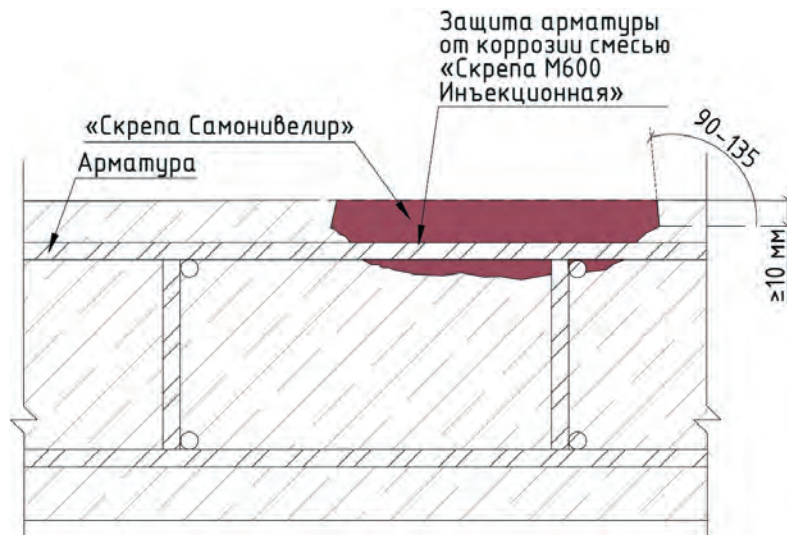 Защита арматуры
от коррозии смесью
«Скрепа М600
Инъекционная»
«Скрепа Самонивелир»
Арматура
90-135
≥10 мм